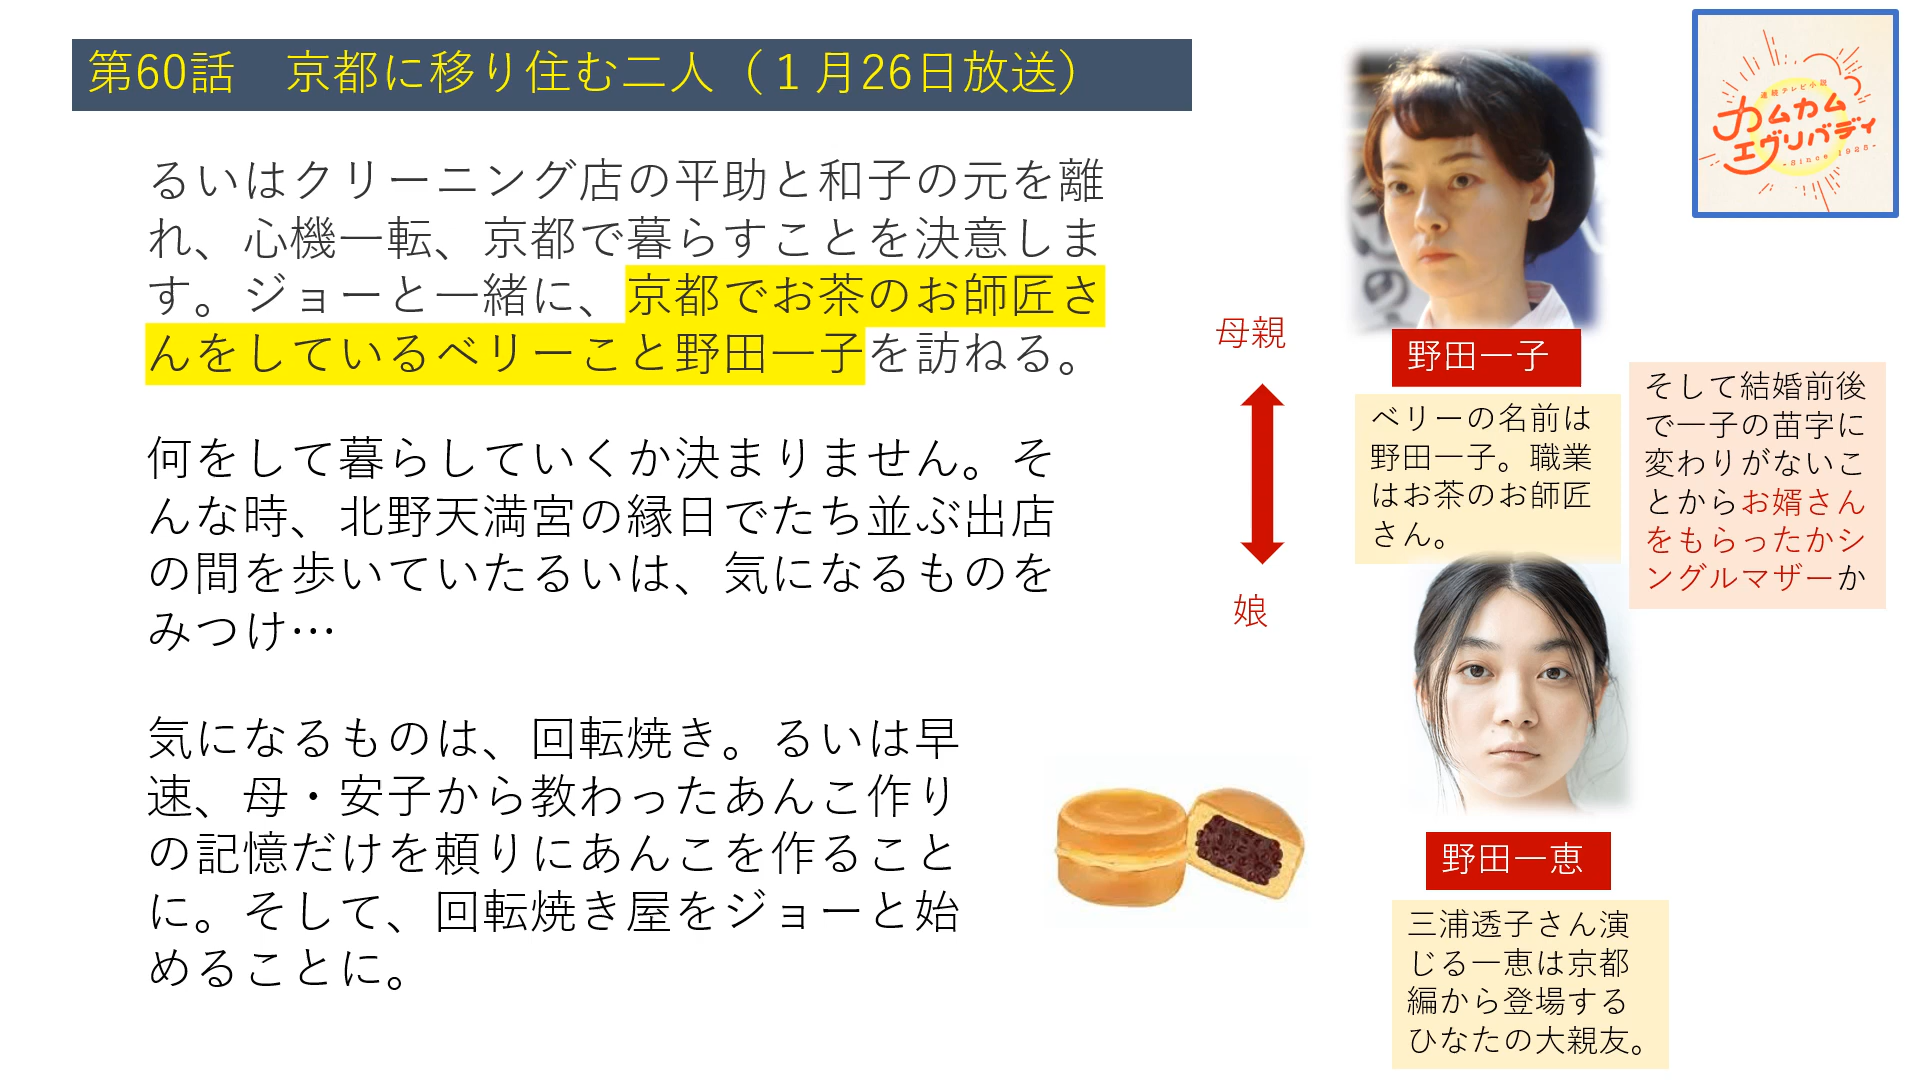 第60話　京都に移り住む二人（１月26日放送）
るいはクリーニング店の平助と和子の元を離
れ、心機一転、京都で暮らすことを決意しま
す。ジョーと一緒に、京都でお茶のお師匠さ
んをしているベリーこと野田一子を訪ねる。
何をして暮らしていくか決まりません。そ
んな時、北野天満宮の縁日でたち並ぶ出店
の間を歩いていたるいは、気になるものを
みつけ…
気になるものは、回転焼き。るいは早
速、母・安子から教わったあんこ作り
の記憶だけを頼りにあんこを作ること
に。そして、回転焼き屋をジョーと始
めることに。
母親
娘
野田一子
ベリーの名前は
野田一子。職業
はお茶のお師匠
さん。
そして結婚前後
で一子の苗字に
変わりがないこ
とからお婿さん
をもらったかシ
ングルマザーか
野田一恵
三浦透子さん演
じる一恵は京都
編から登場する
ひなたの大親友。
連続テレビ小説
カムカム
エヴリバディ
-Since 1925-